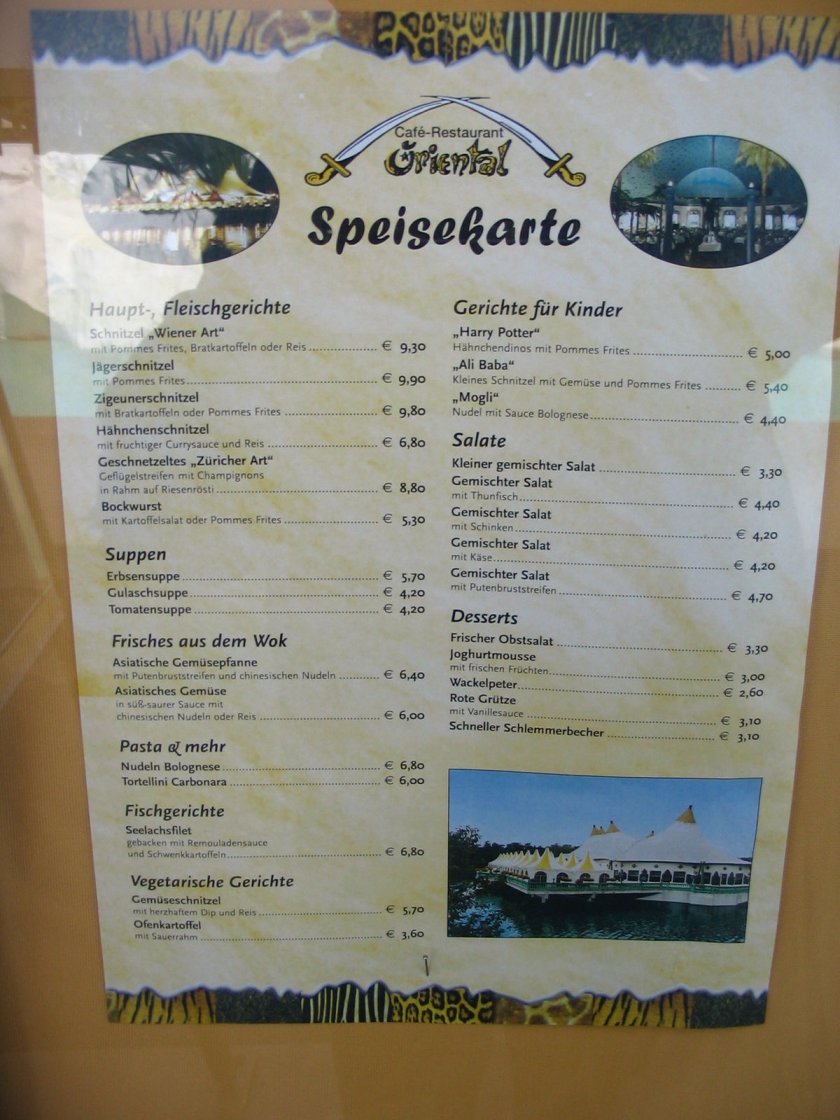 Café-Restaurant
Oriental
Speisekarte
Haupt-, Fleischgerichte
Schnitzel „Wiener Art“
mit Pommes Frites, Bratkartoffeln oder Reis ........ € 9,30
Jägerschnitzel
mit Pommes Frites ........ € 9,90
Zigeunerschnitzel
mit Bratkartoffeln oder Pommes Frites ........ € 9,80
Hähnchenschnitzel
mit fruchtiger Currysauce und Reis ........ € 6,80
Geschnetzeltes „Züricher Art“
Geflügelstreifen mit Champignons
in Rahm auf Riesenrösti ........ € 8,80
Bockwurst
mit Kartoffelsalat oder Pommes Frites ........ € 5,30
Suppen
Erbsensuppe ........ € 5,70
Gulaschsuppe ........ € 4,20
Tomatensuppe ........ € 4,20
Frisches aus dem Wok
Asiatische Gemüsepfanne
mit Putenbruststreifen und chinesischen Nudeln ........ € 6,40
Asiatisches Gemüse
in süß-saurer Sauce mit
chinesischen Nudeln oder Reis ........ € 6,00
Pasta & mehr
Nudeln Bolognese ........ € 6,80
Tortellini Carbonara ........ € 6,00
Fischgerichte
Seelachsfilet
gebacken mit Remouladensauce
und Schwenkkartoffeln ........ € 6,80
Vegetarische Gerichte
Gemüseschnitzel
mit herzhaftem Dip und Reis ........ € 5,70
Ofenkartoffel
mit Sauerrahm ........ € 3,60
Gerichte für Kinder
„Harry Potter“
Hähnchendinos mit Pommes Frites ........ € 5,00
„Ali Baba“
Kleines Schnitzel mit Gemüse und Pommes Frites ........ € 5,40
„Mogli“
Nudel mit Sauce Bolognese ........ € 4,40
Salate
Kleiner gemischter Salat ........ € 3,30
Gemischter Salat
mit Thunfisch ........ € 4,40
Gemischter Salat
mit Schinken ........ € 4,20
Gemischter Salat
mit Käse ........ € 4,20
Gemischter Salat
mit Putenbruststreifen ........ € 4,70
Desserts
Frischer Obstsalat ........ € 3,30
Joghurtmousse
mit frischen Früchten ........ € 3,00
Wackelpeter ........ € 2,60
Rote Grütze
mit Vanillesauce ........ € 3,10
Schneller Schlemmerbecher ........ € 3,10